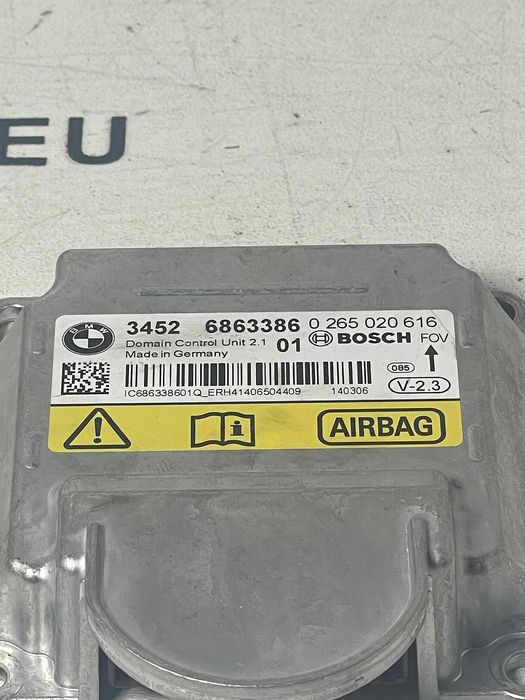 EU
BMW
3452 6863386 0 265 020 616
Domain Control Unit 2.1 01 BOSCH FOV
Made in Germany
085
V-2.3
IC686338601Q_ERH41406504409 140306
AIRBAG